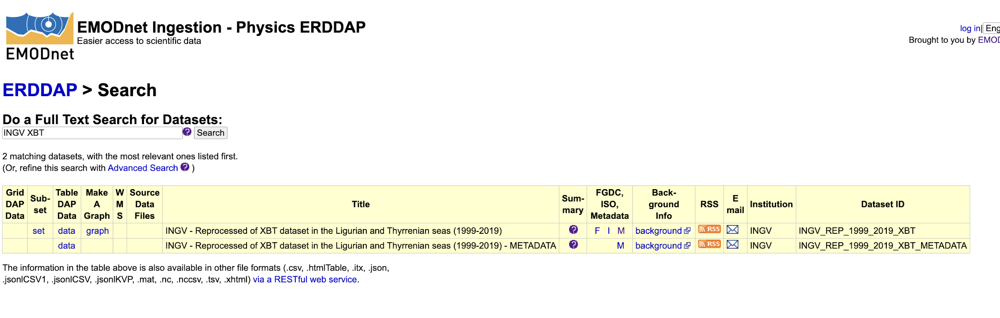 EMODnet
EMODnet Ingestion - Physics ERDDAP
Easier access to scientific data
log in| Eng
Brought to you by EMOD
ERDDAP > Search
Do a Full Text Search for Datasets:
INGV XBT ? Search
2 matching datasets, with the most relevant ones listed first.
(Or, refine this search with Advanced Search ? )
Grid DAP Data Sub-set Table DAP Data Make A Graph W M S Source Data Files Title Sum-mary FGDC, ISO, Metadata Back-ground Info RSS E mail Institution Dataset ID
set data graph INGV - Reprocessed of XBT dataset in the Ligurian and Thyrrenian seas (1999-2019) ? F I M background RSS INGV INGV_REP_1999_2019_XBT
data INGV - Reprocessed of XBT dataset in the Ligurian and Thyrrenian seas (1999-2019) - METADATA ? M background RSS INGV INGV_REP_1999_2019_XBT_METADATA
The information in the table above is also available in other file formats (.csv, .htmlTable, .itx, .json,
.jsonlCSV1, .jsonlCSV, .jsonlKVP, .mat, .nc, .nccsv, .tsv, .xhtml) via a RESTful web service.